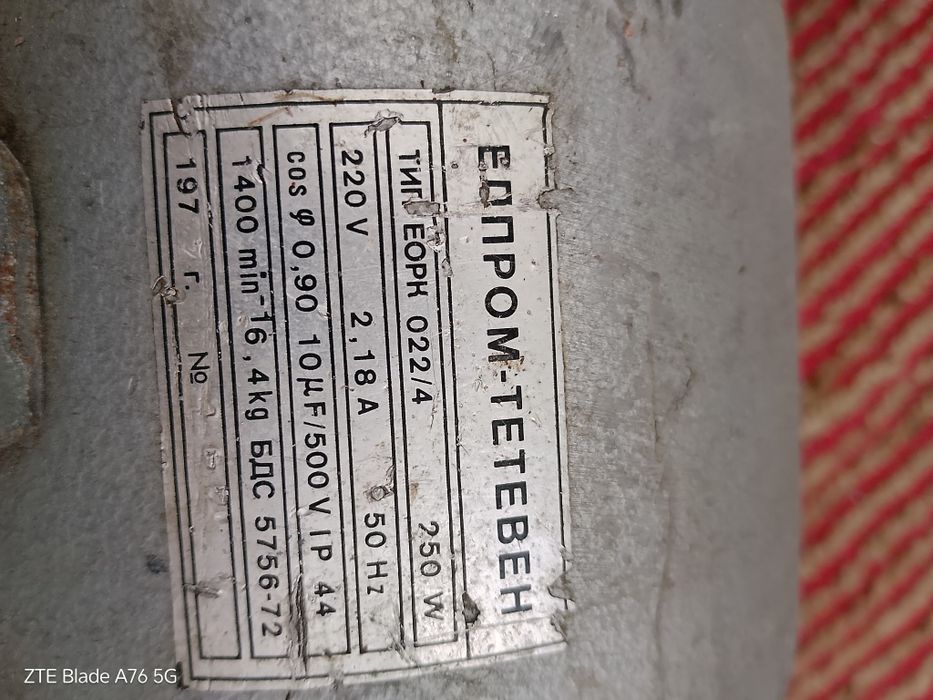 ЕЛПРОМ-ТЕТЕВЕН
ТИП ЕОРК 022/4 250 W
220 V 2,18 A 50 Hz
cos φ 0,90 10μF/500 V IP 44
1400 min⁻¹ 6,4kg БДС 5756-72
197 г. №
ZTE Blade A76 5G